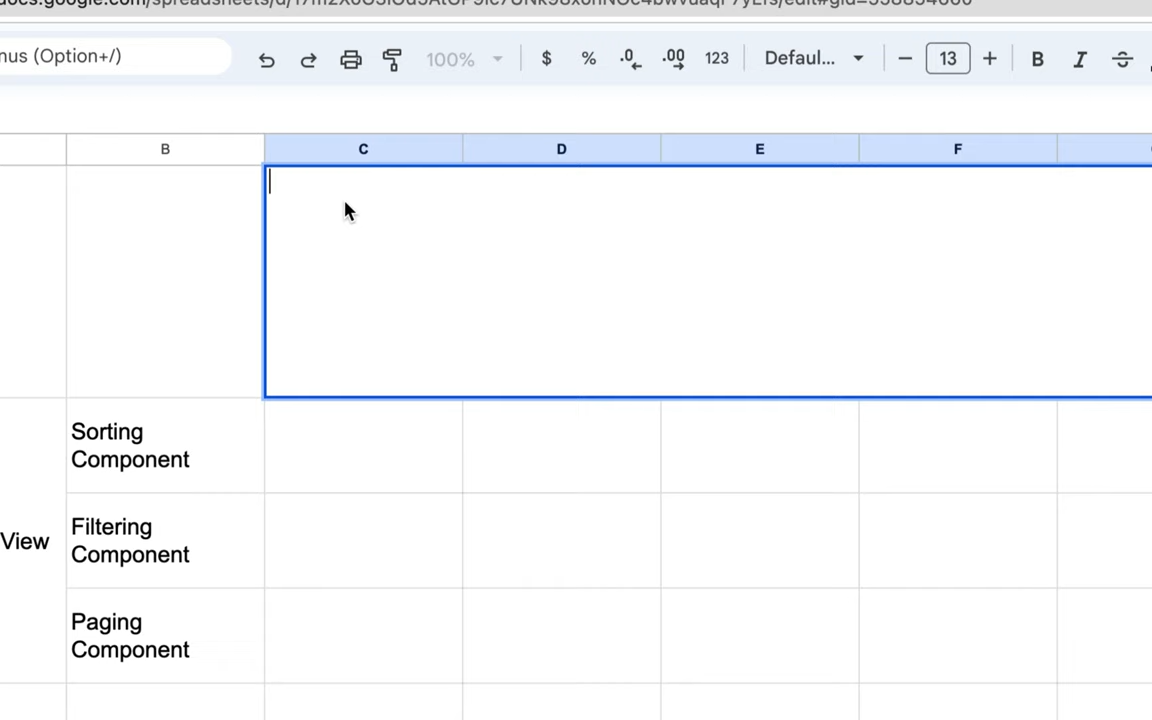 nus (Option+/)
100%
$ % .0 .00 123
Defaul...
13
B I S
B C D E F
Sorting
Component
View
Filtering
Component
Paging
Component